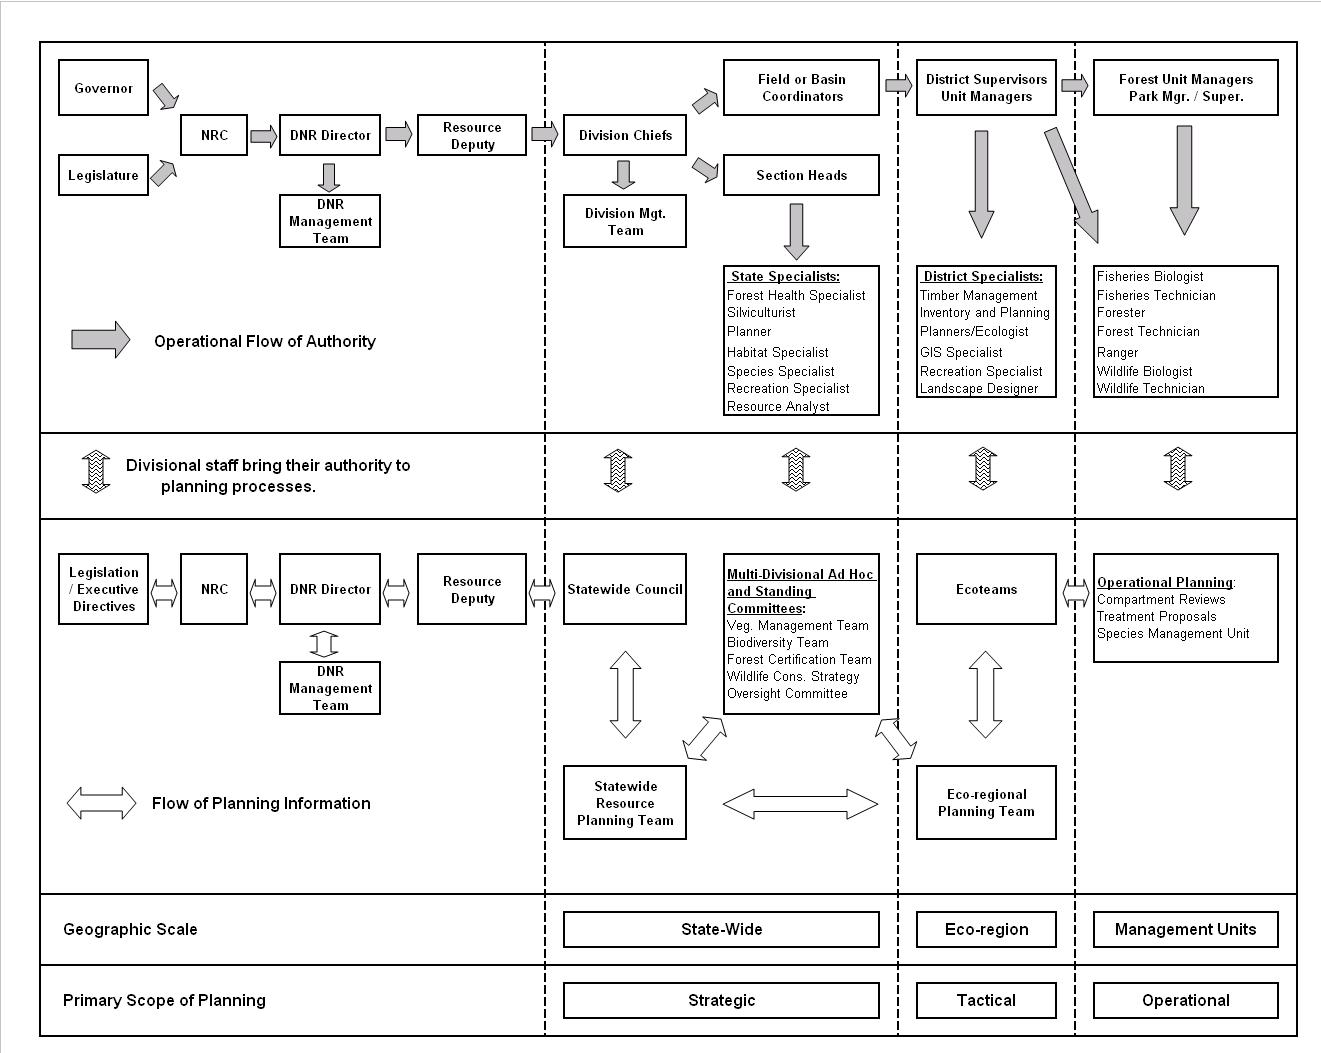 Governor
Legislature
NRC
DNR Director
DNR
Management
Team
Resource
Deputy
Division Chiefs
Division Mgt.
Team
Field or Basin
Coordinators
Section Heads
State Specialists:
Forest Health Specialist
Silviculturist
Planner
Habitat Specialist
Species Specialist
Recreation Specialist
Resource Analyst
District Supervisors
Unit Managers
District Specialists:
Timber Management
Inventory and Planning
Planners/Ecologist
GIS Specialist
Recreation Specialist
Landscape Designer
Forest Unit Managers
Park Mgr. / Super.
Fisheries Biologist
Fisheries Technician
Forester
Forest Technician
Ranger
Wildlife Biologist
Wildlife Technician
Operational Flow of Authority
Divisional staff bring their authority to
planning processes.
Legislation
/ Executive
Directives
NRC
DNR Director
DNR
Management
Team
Resource
Deputy
Statewide Council
Multi-Divisional Ad Hoc
and Standing
Committees:
Veg. Management Team
Biodiversity Team
Forest Certification Team
Wildlife Cons. Strategy
Oversight Committee
Ecoteams
Operational Planning:
Compartment Reviews
Treatment Proposals
Species Management Unit
Statewide
Resource
Planning Team
Eco-regional
Planning Team
Flow of Planning Information
Geographic Scale
State-Wide
Eco-region
Management Units
Primary Scope of Planning
Strategic
Tactical
Operational